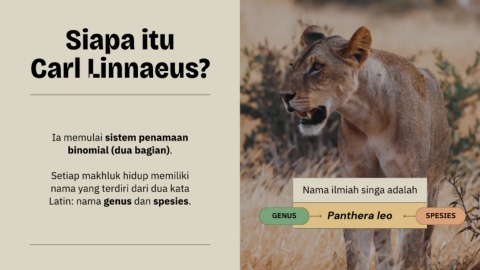 Siapa itu
Carl Linnaeus?
Ia memulai sistem penamaan
binomial (dua bagian).
Setiap makhluk hidup memiliki
nama yang terdiri dari dua kata
Latin: nama genus dan spesies.
Nama ilmiah singa adalah
GENUS Panthera leo SPESIES